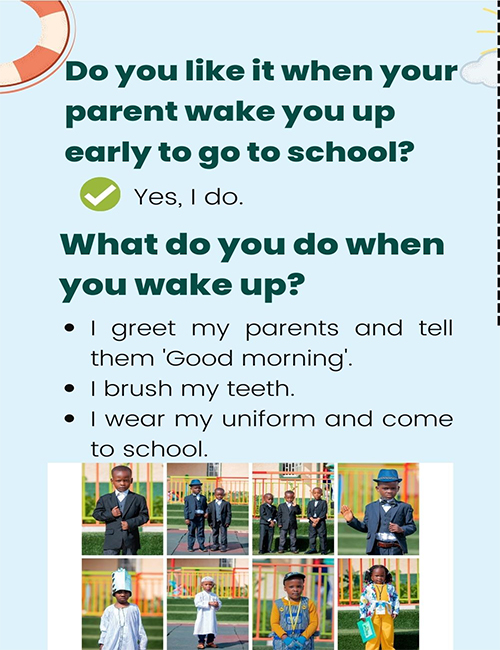 Do you like it when your
parent wake you up
early to go to school?
Yes, I do.
What do you do when
you wake up?
• I greet my parents and tell
them 'Good morning'.
• I brush my teeth.
• I wear my uniform and come
to school.